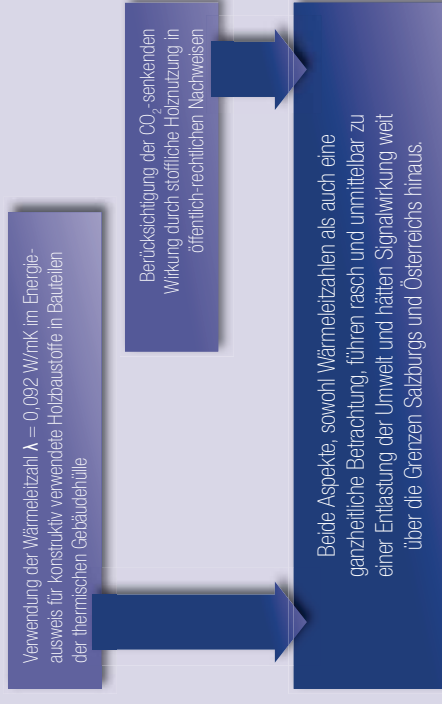 Verwendung der Wärmeleitzahl λ = 0,092 W/mK im Energie-
ausweis für konstruktiv verwendete Holzbaustoffe in Bauteilen
der thermischen Gebäudehülle
Berücksichtigung der CO₂-senkenden
Wirkung durch stoffliche Holznutzung in
öffentlich-rechtlichen Nachweisen
Beide Aspekte, sowohl Wärmeleitzahlen als auch eine
ganzheitliche Betrachtung, führen rasch und unmittelbar zu
einer Entlastung der Umwelt und hätten Signalwirkung weit
über die Grenzen Salzburgs und Österreichs hinaus.